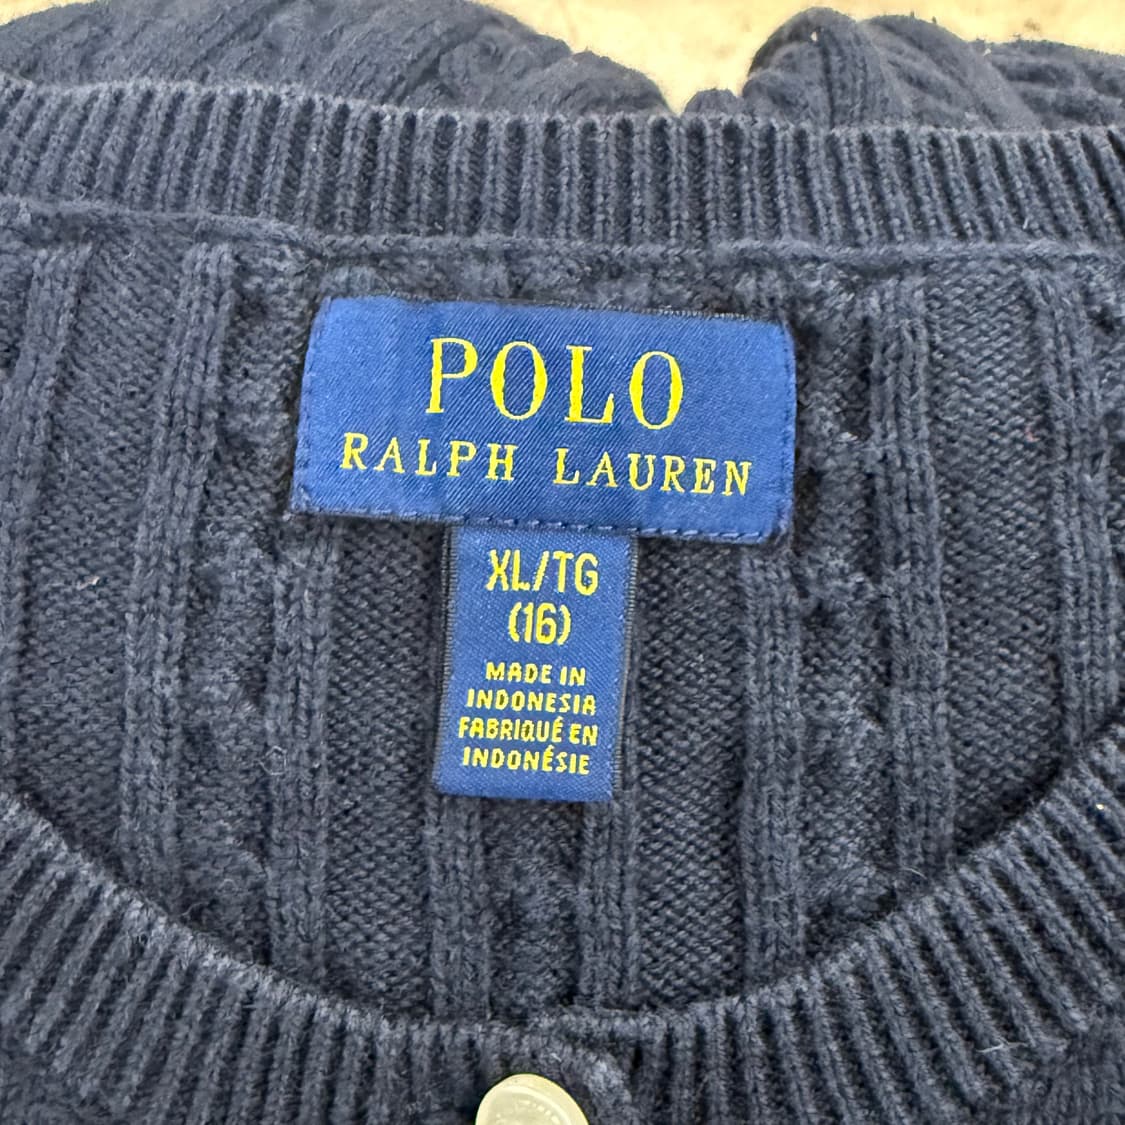 POLO
RALPH LAUREN
XL/TG
(16)
MADE IN
INDONESIA
FABRIQUÉ EN
INDONÉSIE